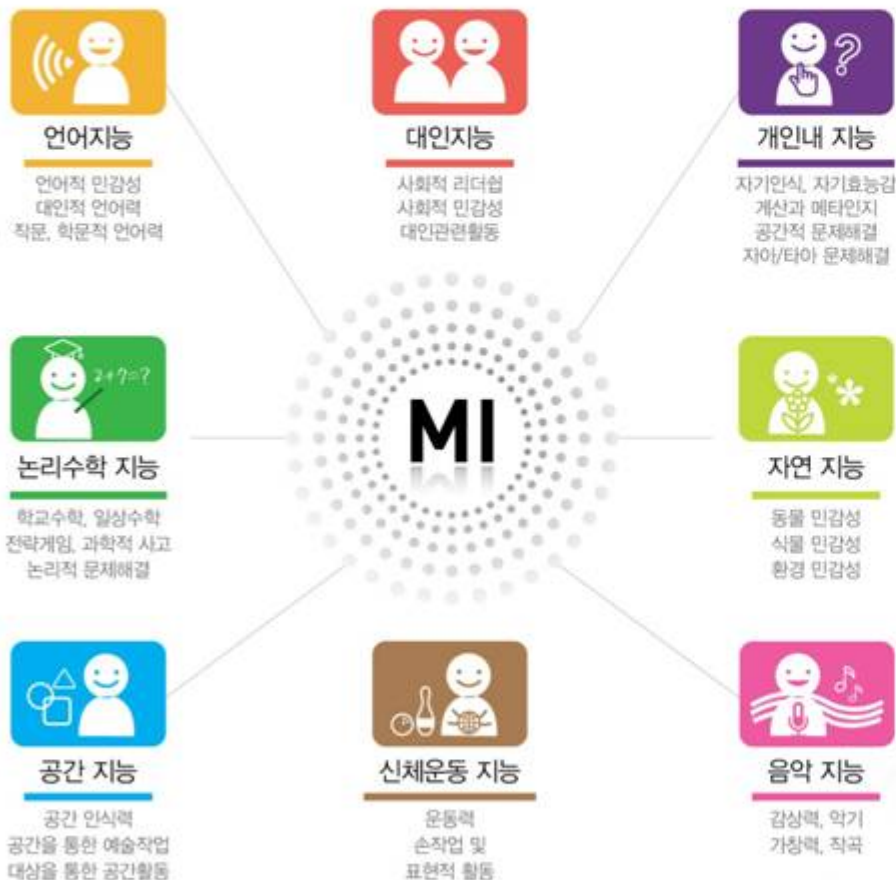 언어지능
언어적 민감성
대인적 언어력
작문, 학문적 언어력
대인지능
사회적 리더쉽
사회적 민감성
대인관련활동
?
개인내 지능
자기인식, 자기효능감
계산과 메타인지
공간적 문제해결
자아/타아 문제해결
2+7=?
논리수학 지능
학교수학, 일상수학
전략게임, 과학적 사고
논리적 문제해결
MI
자연 지능
동물 민감성
식물 민감성
환경 민감성
공간 지능
공간 인식력
공간을 통한 예술작업
대상을 통한 공간활동
신체운동 지능
운동력
손작업 및
표현적 활동
음악 지능
감상력, 악기
가창력, 작곡